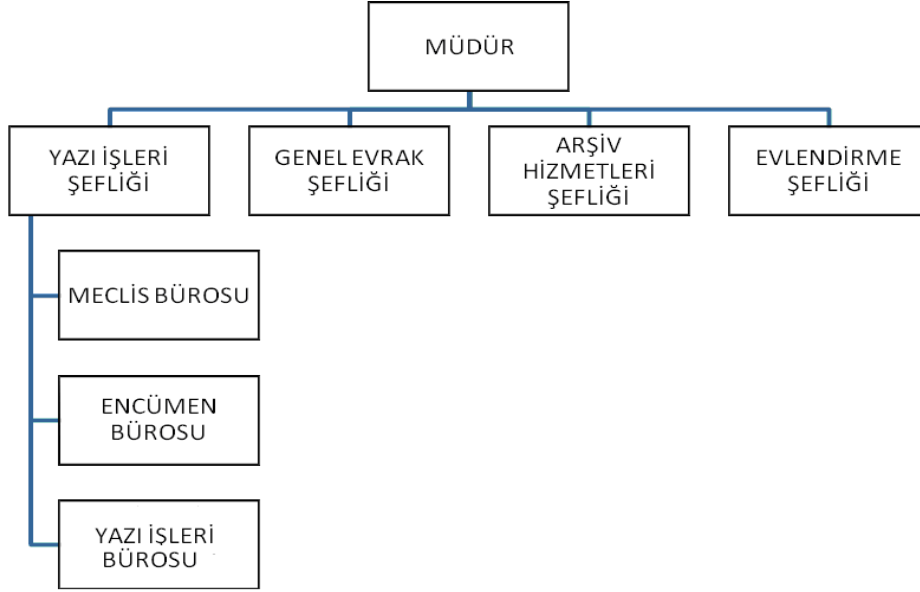 MÜDÜR
YAZI İŞLERİ
ŞEFLİĞİ
GENEL EVRAK
ŞEFLİĞİ
ARŞİV
HİZMETLERİ
ŞEFLİĞİ
EVLENDİRME
ŞEFLİĞİ
MECLİS BÜROSU
ENCÜMEN
BÜROSU
YAZI İŞLERİ
BÜROSU